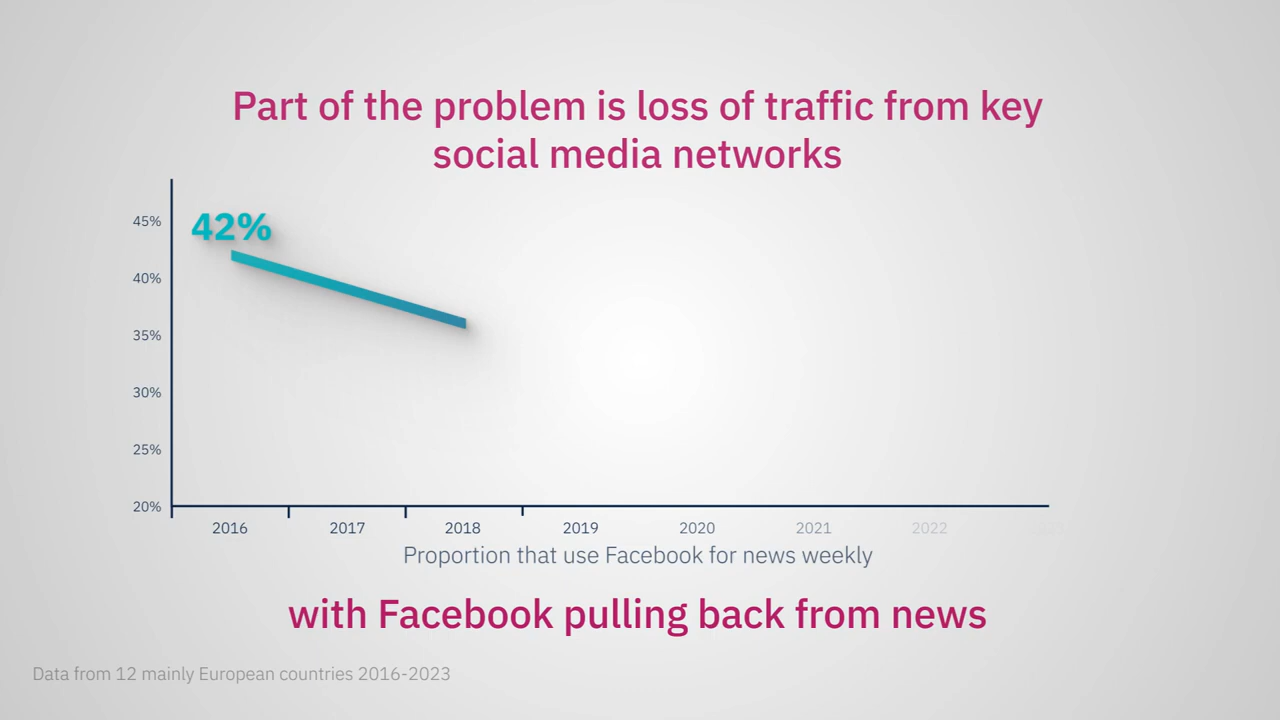 Part of the problem is loss of traffic from key
social media networks
45%
42%
40%
35%
30%
25%
20%
2016 2017 2018 2019 2020 2021 2022
Proportion that use Facebook for news weekly
with Facebook pulling back from news
Data from 12 mainly European countries 2016-2023